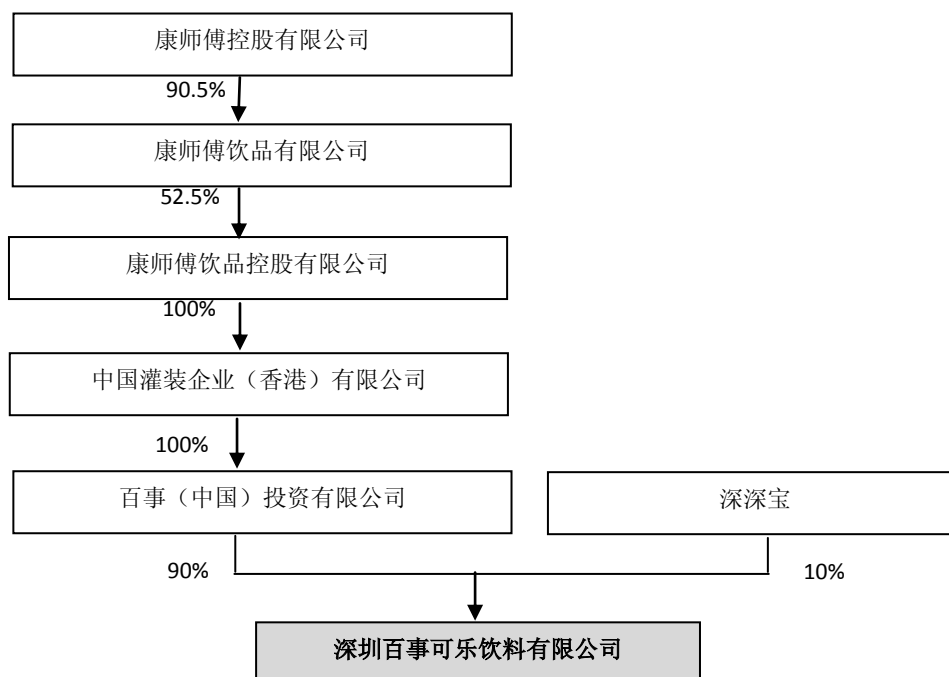 康师傅控股有限公司
90.5%
康师傅饮品有限公司
52.5%
康师傅饮品控股有限公司
100%
中国灌装企业（香港）有限公司
100%
百事（中国）投资有限公司
深深宝
90%
10%
深圳百事可乐饮料有限公司